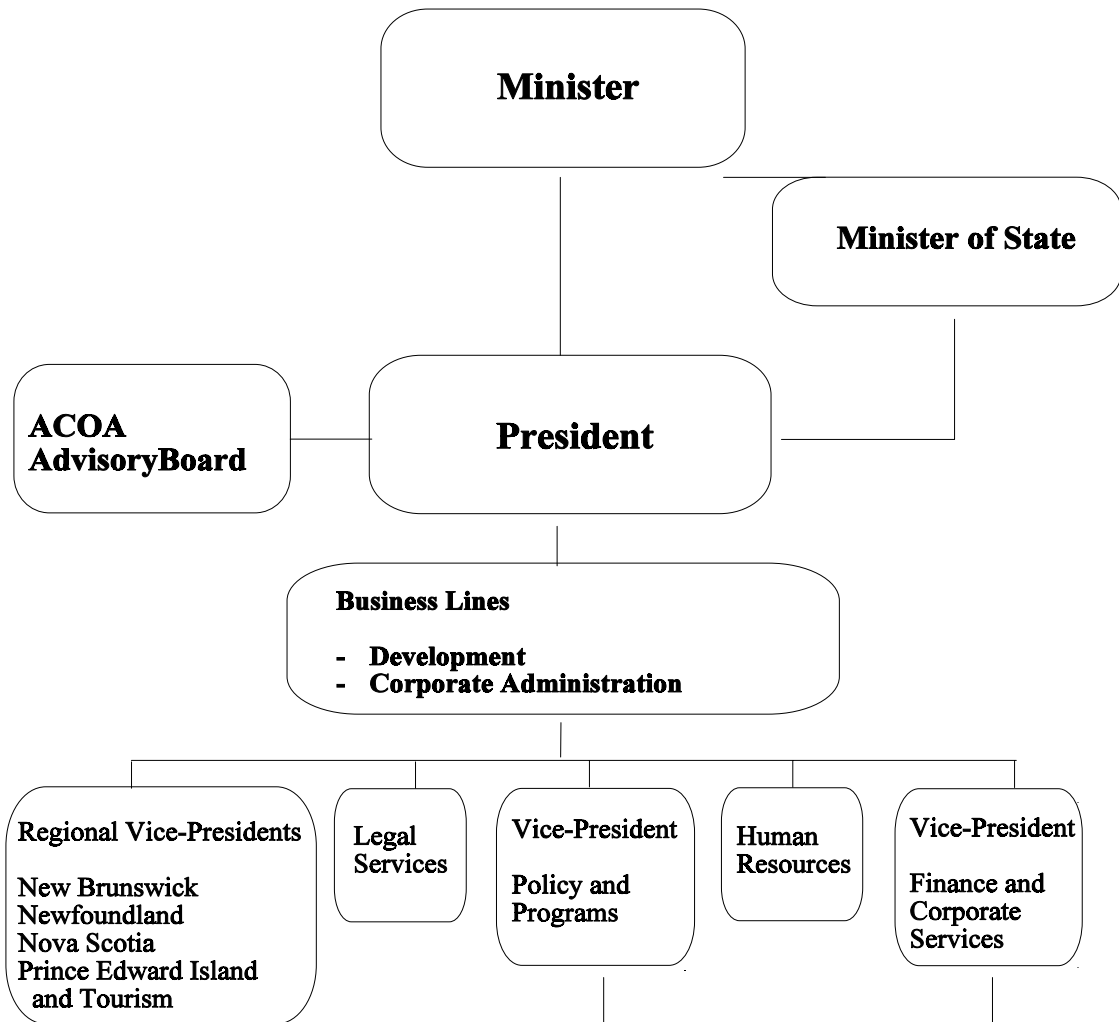 Minister
Minister of State
ACOA
AdvisoryBoard
President
Business Lines
- Development
- Corporate Administration
Regional Vice-Presidents
New Brunswick
Newfoundland
Nova Scotia
Prince Edward Island
and Tourism
Legal
Services
Vice-President
Policy and
Programs
Human
Resources
Vice-President
Finance and
Corporate
Services